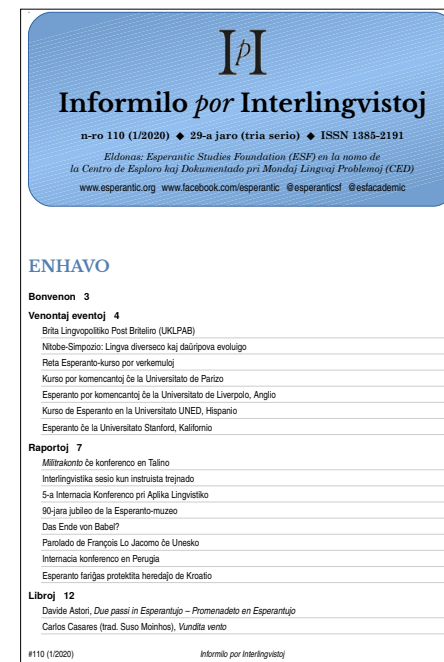 IpI
Informilo por Interlingvistoj
n-ro 110 (1/2020) ◆ 29-a jaro (tria serio) ◆ ISSN 1385-2191
Eldonas: Esperantic Studies Foundation (ESF) en la nomo de
la Centro de Esploro kaj Dokumentado pri Mondaj Lingvaj Problemoj (CED)
www.esperantic.org www.facebook.com/esperantic @esperanticsf @esfacademic
ENHAVO
Bonvenon 3
Venontaj eventoj 4
Brita Lingvopolitiko Post Briteliro (UKLPAB)
Nitobe-Simpozio: Lingva diverseco kaj daŭripova evoluigo
Reta Esperanto-kurso por verkemuloj
Kurso por komencantoj ĉe la Universitato de Parizo
Esperanto por komencantoj ĉe la Universitato de Liverpolo, Anglio
Kurso de Esperanto en la Universitato UNED, Hispanio
Esperanto ĉe la Universitato Stanford, Kalifornio
Raportoj 7
Militrakonto ĉe konferenco en Talino
Interlingvistika sesio kun instruista trejnado
5-a Internacia Konferenco pri Aplika Lingvistiko
90-jara jubileo de la Esperanto-muzeo
Das Ende von Babel?
Parolado de François Lo Jacomo ĉe Unesko
Internacia konferenco en Perugia
Esperanto fariĝas protektita heredaĵo de Kroatio
Libroj 12
Davide Astori, Due passi in Esperantujo – Promenadeto en Esperantujo
Carlos Casares (trad. Suso Moinhos), Vundita vento
#110 (1/2020) Informilo por Interlingvistoj